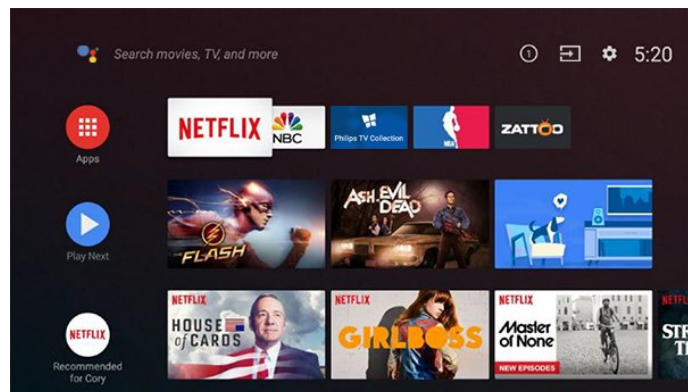 Search movies, TV, and more
1
5:20
Apps
NETFLIX
NBC
Philips TV Collection
NBA
ZATTOO
Play Next
THE FLASH
ASH vs EVIL DEAD
NETFLIX
Recommended
for Cory
NETFLIX
HOUSE
of CARDS
NETFLIX
GIRLBOSS
NETFLIX
Master
of None
NEW EPISODES